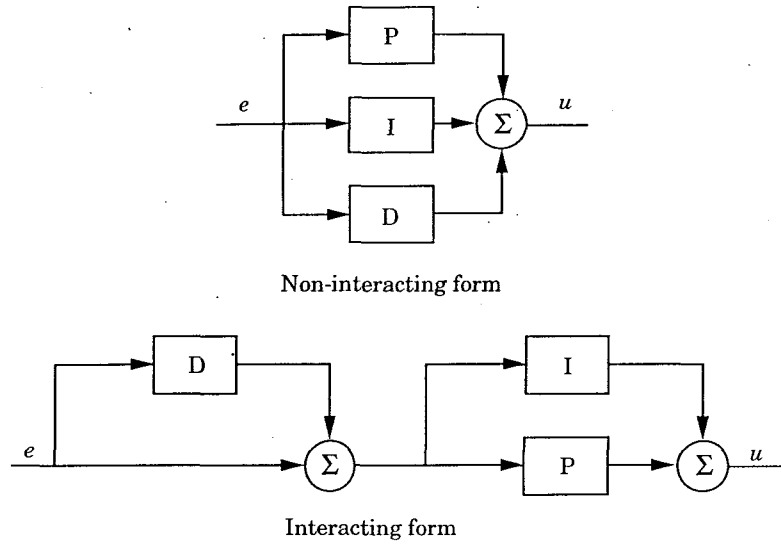 P
e
I
Σ
u
D
Non-interacting form
D
I
e
Σ
P
Σ
u
Interacting form